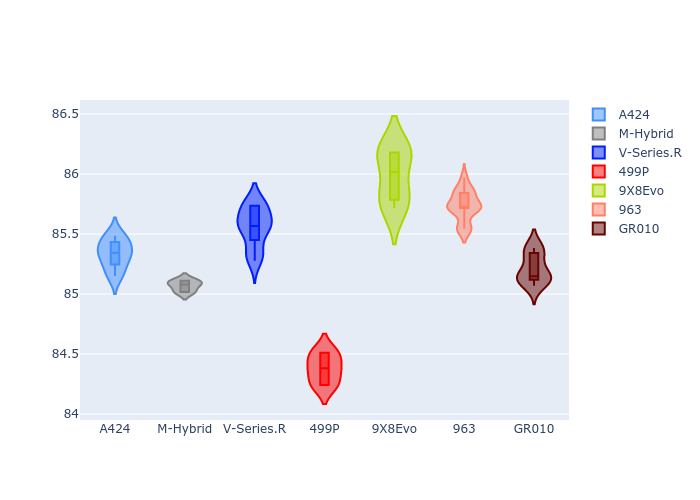 86.5
86
85.5
85
84.5
84
A424
M-Hybrid
V-Series.R
499P
9X8Evo
963
GR010
A424
M-Hybrid
V-Series.R
499P
9X8Evo
963
GR010